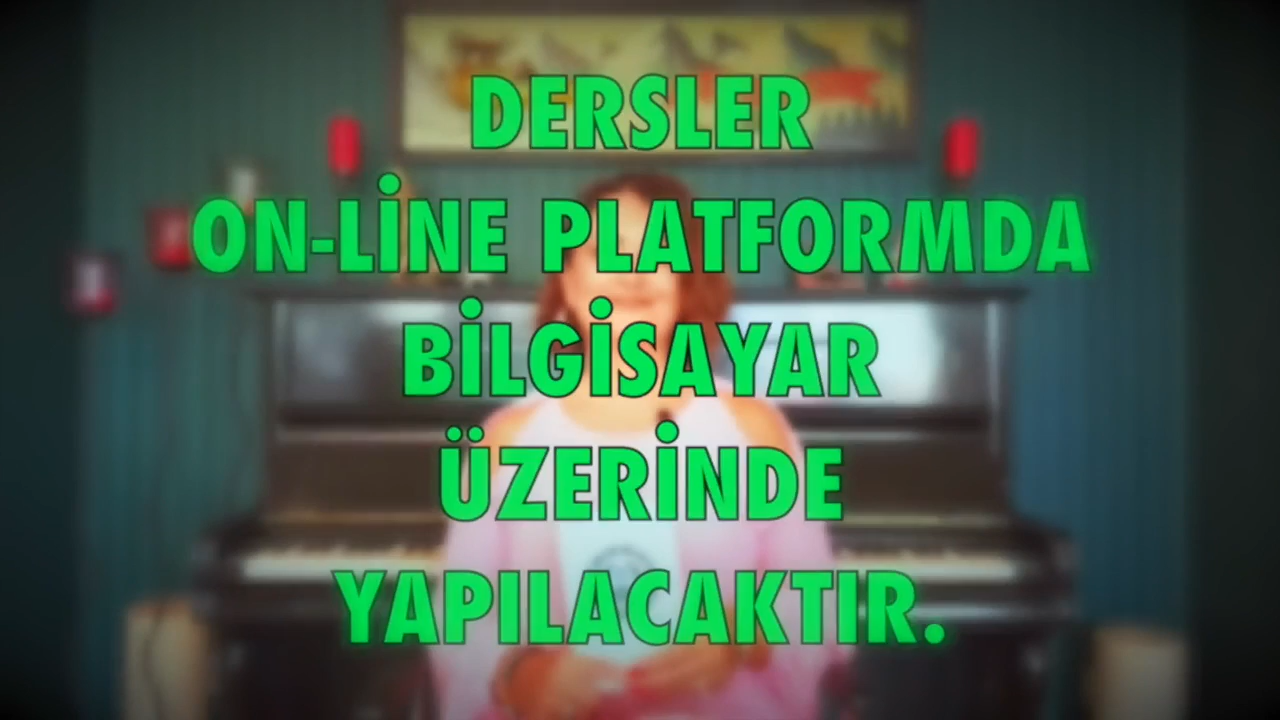 DERSLER
ON-LİNE PLATFORMDA
BİLGİSAYAR
ÜZERİNDE
YAPILACAKTIR.